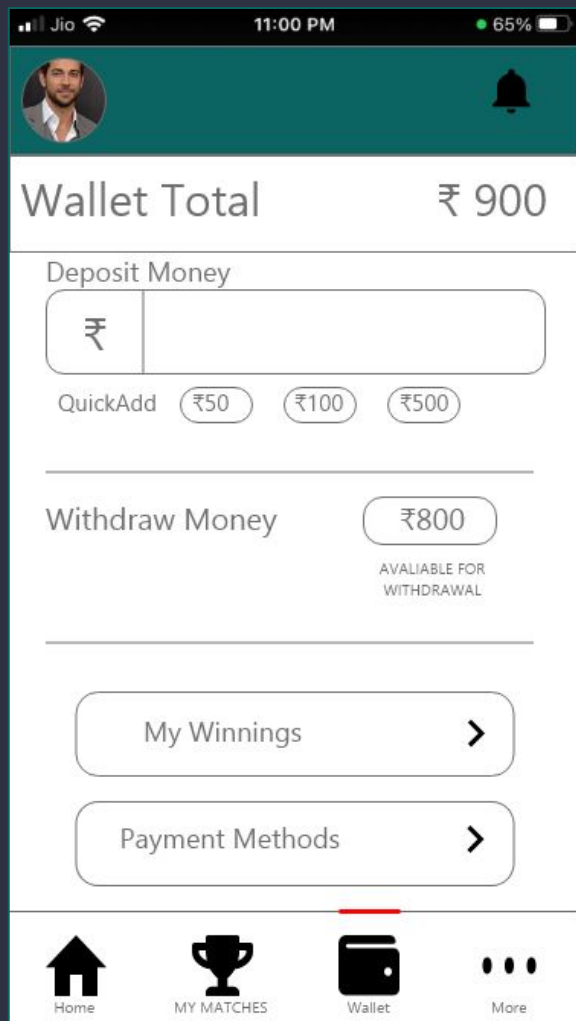 Jio 11:00 PM 65%
Wallet Total ₹ 900
Deposit Money
₹
QuickAdd ₹50 ₹100 ₹500
Withdraw Money ₹800
AVALIABLE FOR
WITHDRAWAL
My Winnings
Payment Methods
Home MY MATCHES Wallet More